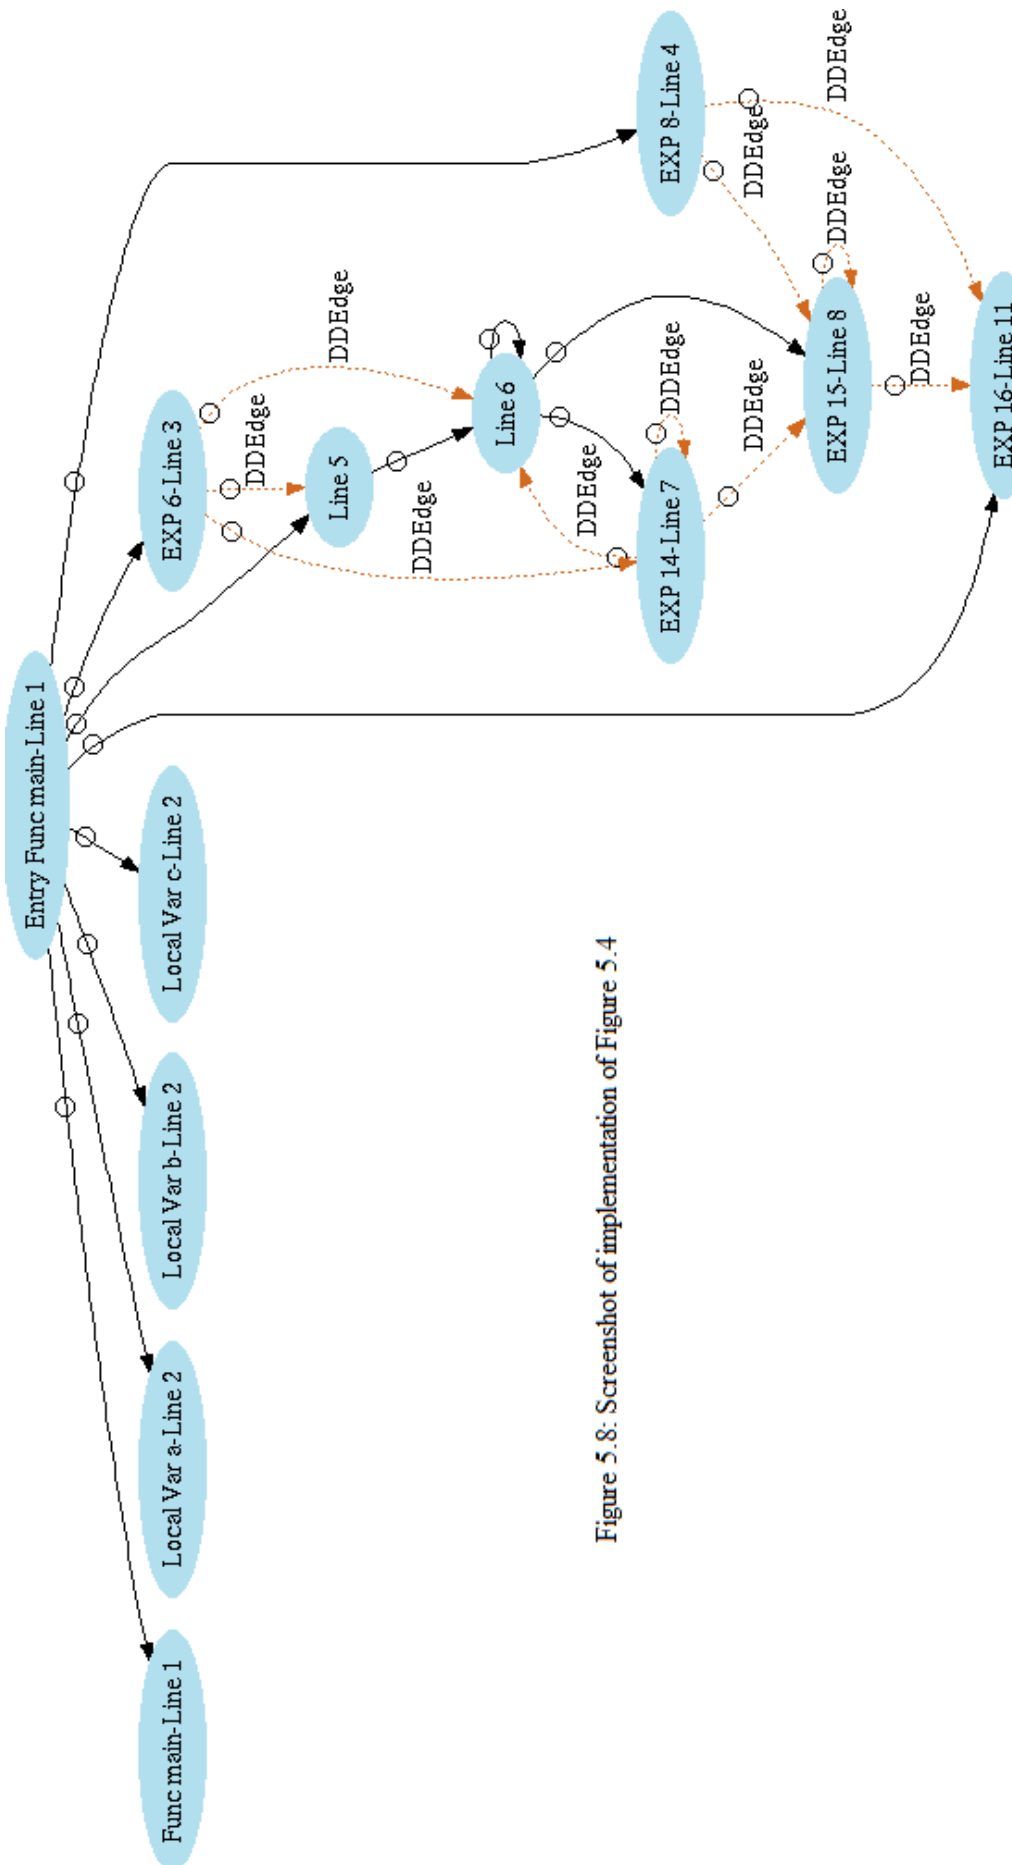 Entry Func main-Line 1
Func main-Line 1
Local Var a-Line 2
Local Var b-Line 2
Local Var c-Line 2
EXP 6-Line 3
DDEdge
DDEdge
DDEdge
Line 5
Line 6
EXP 8-Line 4
DDEdge
DDEdge
DDEdge
EXP 14-Line 7
DDEdge
DDEdge
DDEdge
EXP 15-Line 8
DDEdge
EXP 16-Line 11
Figure 5.8: Screenshot of implementation of Figure 5.4